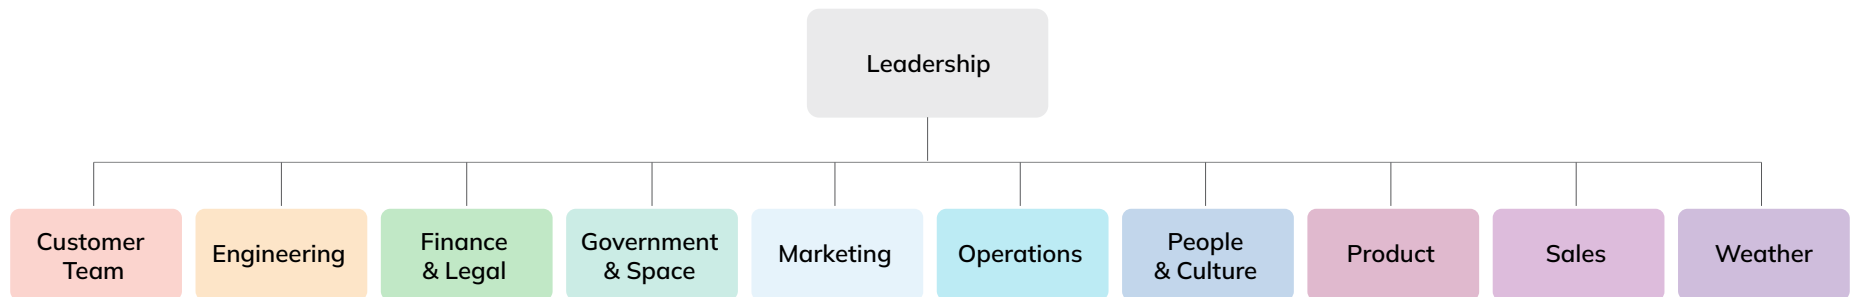 Leadership
Customer
Team
Engineering
Finance
& Legal
Government
& Space
Marketing
Operations
People
& Culture
Product
Sales
Weather